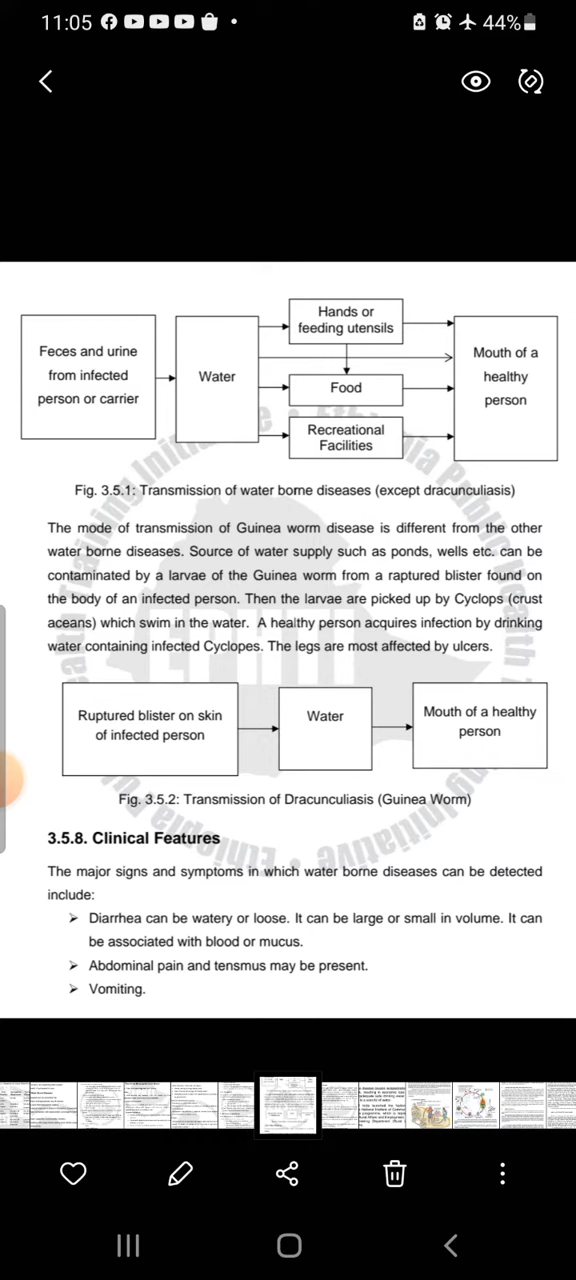 11:05
44%
Hands or
feeding utensils
Feces and urine
from infected
person or carrier
Water
Mouth of a
healthy
person
Food
Recreational
Facilities
Fig. 3.5.1: Transmission of water borne diseases (except dracunculiasis)
The mode of transmission of Guinea worm disease is different from the other
water borne diseases. Source of water supply such as ponds, wells etc. can be
contaminated by a larvae of the Guinea worm from a raptured blister found on
the body of an infected person. Then the larvae are picked up by Cyclops (crust
aceans) which swim in the water. A healthy person acquires infection by drinking
water containing infected Cyclopes. The legs are most affected by ulcers.
Ruptured blister on skin
of infected person
Water
Mouth of a healthy
person
Fig. 3.5.2: Transmission of Dracunculiasis (Guinea Worm)
3.5.8. Clinical Features
The major signs and symptoms in which water borne diseases can be detected
include:
➢ Diarrhea can be watery or loose. It can be large or small in volume. It can
be associated with blood or mucus.
➢ Abdominal pain and tensmus may be present.
➢ Vomiting.